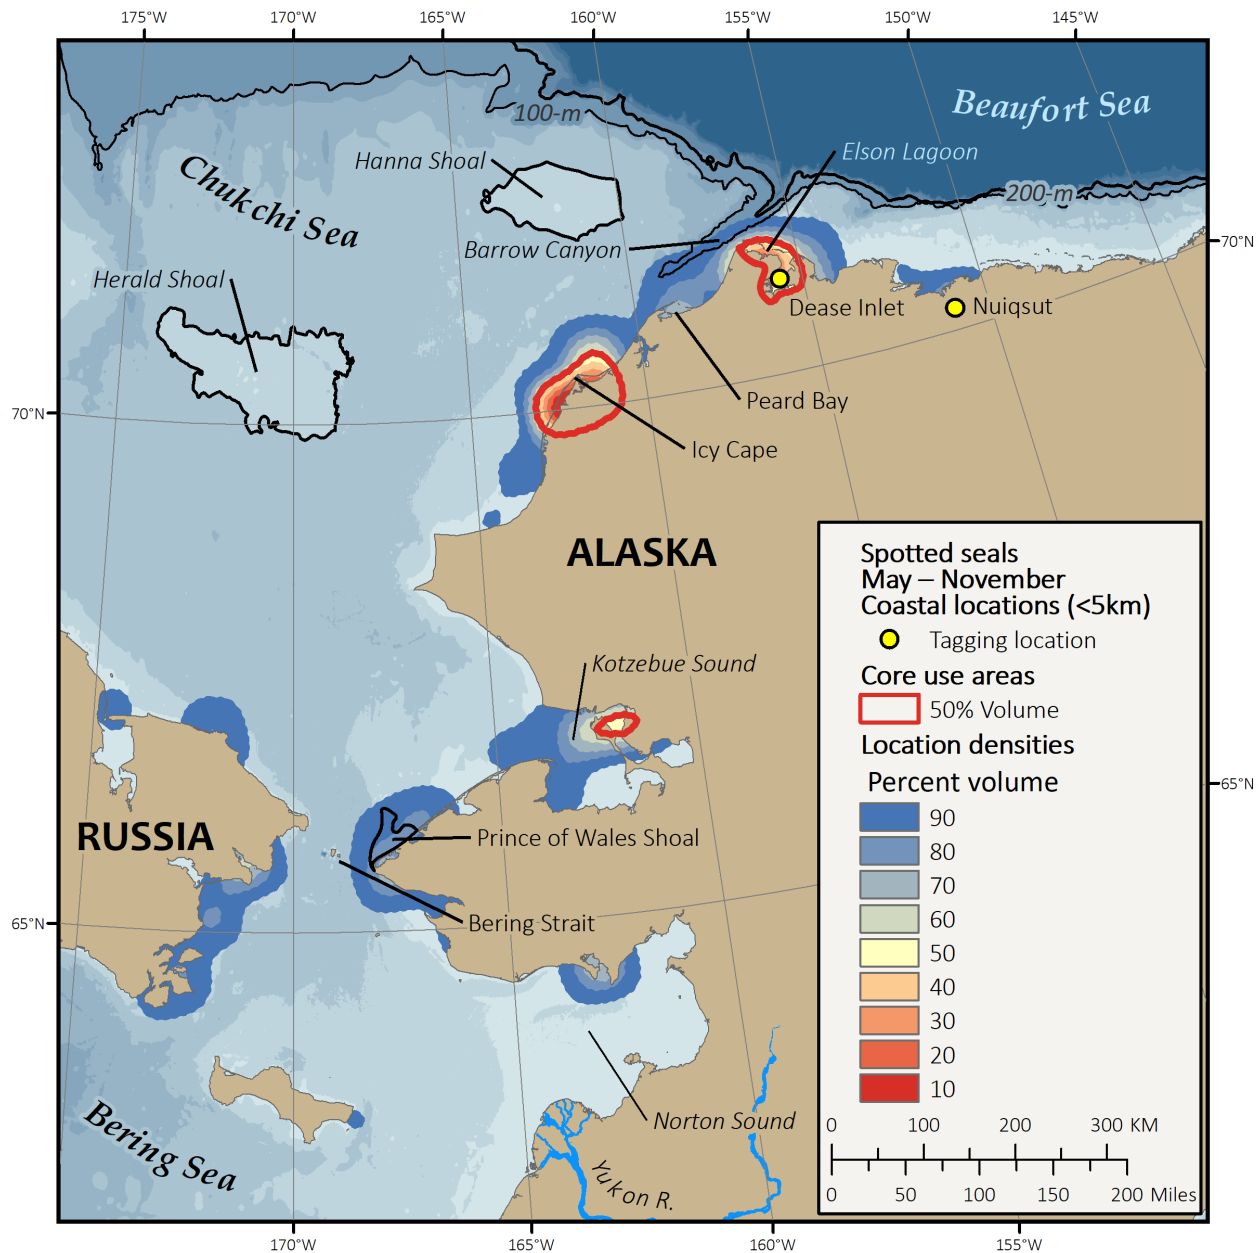 175°W 170°W 165°W 160°W 155°W 150°W 145°W
Beaufort Sea
100-m
Elson Lagoon
Hanna Shoal
Chukchi Sea
200-m
Barrow Canyon
70°N
Herald Shoal
Dease Inlet
Nuiqsut
Peard Bay
70°N
Icy Cape
ALASKA
Spotted seals
May – November
Coastal locations (<5km)
Tagging location
Core use areas
50% Volume
Location densities
Percent volume
90
80
70
60
50
40
30
20
10
0 100 200 300 KM
0 50 100 150 200 Miles
Kotzebue Sound
65°N
RUSSIA
Prince of Wales Shoal
Bering Strait
65°N
Norton Sound
Bering Sea
Yukon R.
170°W 165°W 160°W 155°W